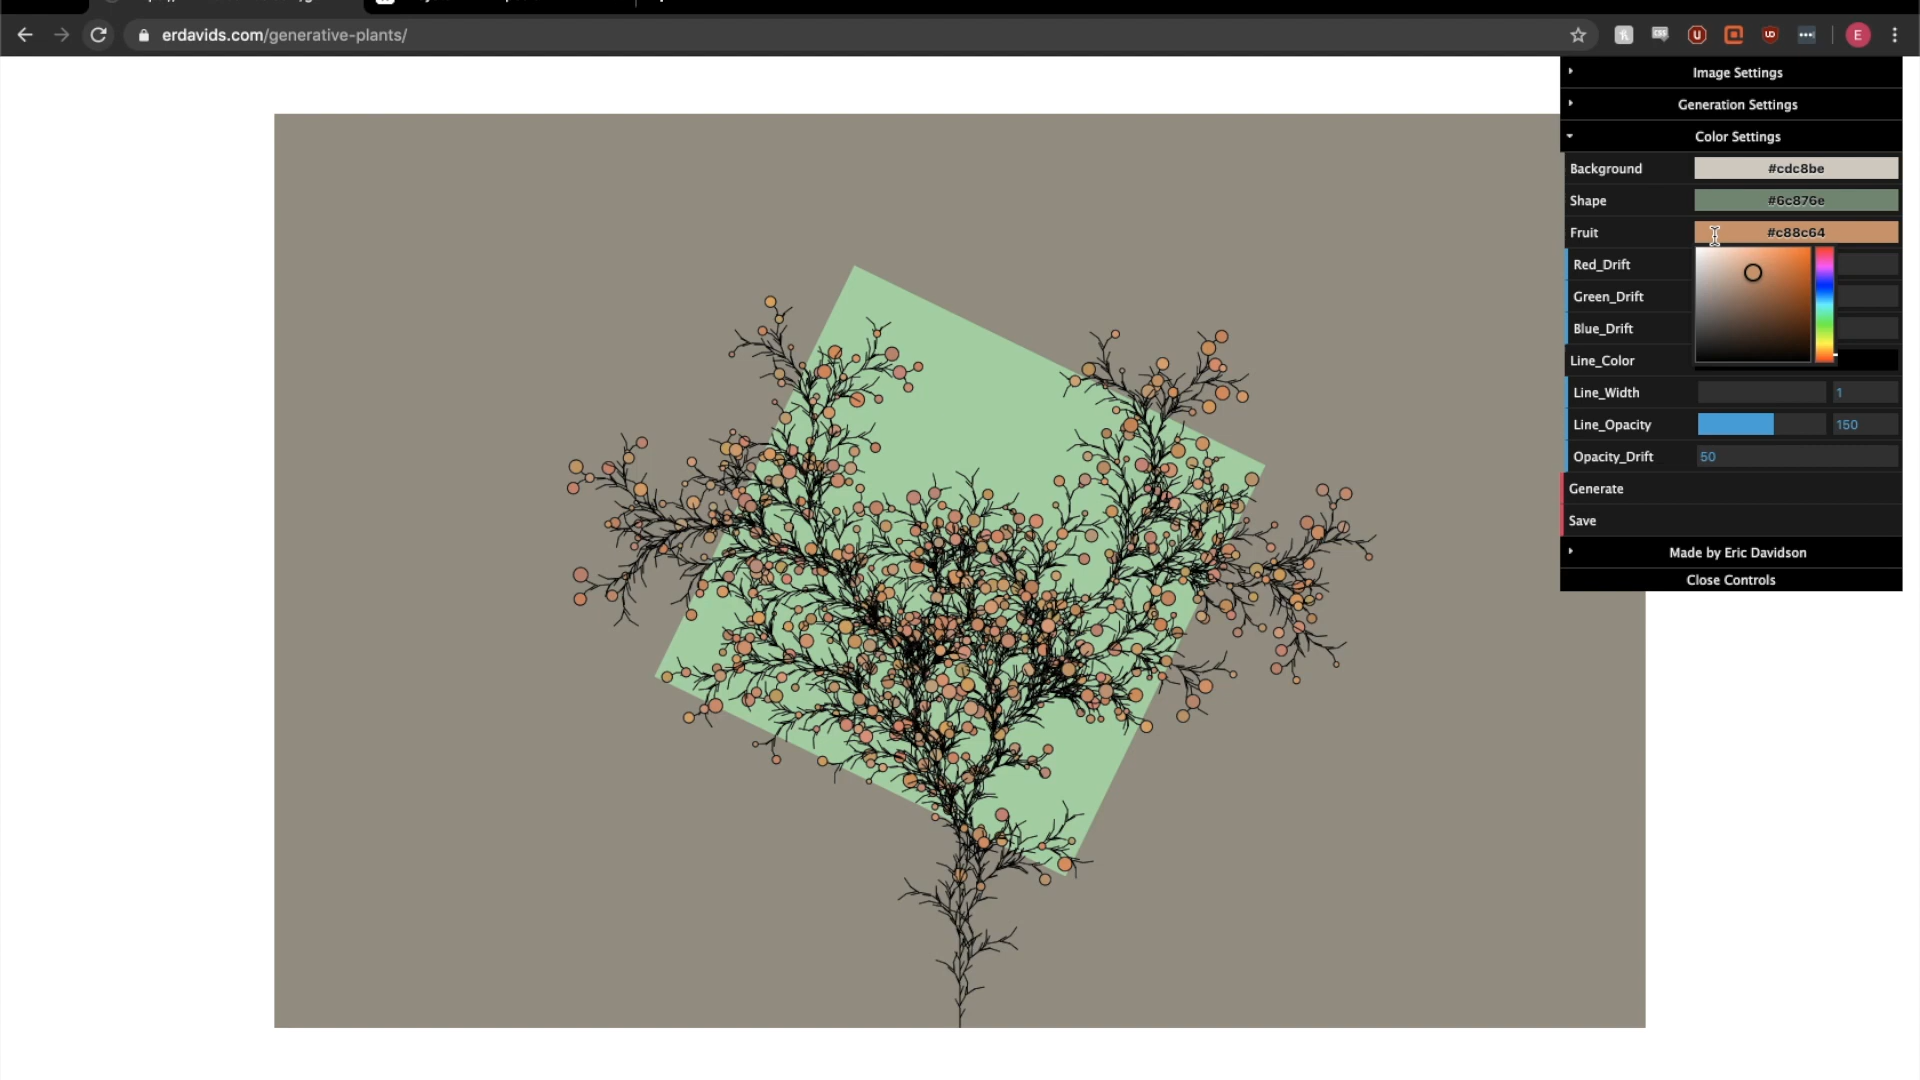 erdavids.com/generative-plants/
E
Image Settings
Generation Settings
Color Settings
Background #cdc8be
Shape #6c876e
Fruit #c88c64
Red_Drift
Green_Drift
Blue_Drift
Line_Color
Line_Width 1
Line_Opacity 150
Opacity_Drift 50
Generate
Save
Made by Eric Davidson
Close Controls